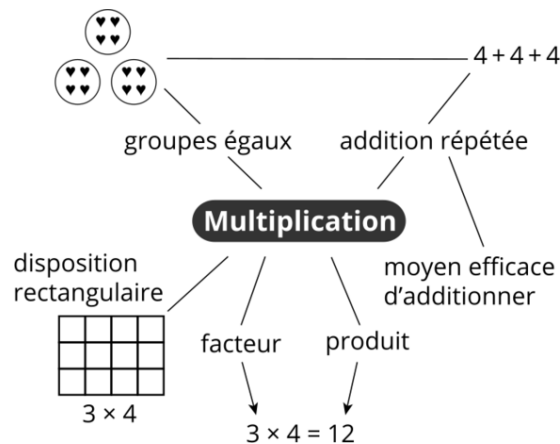 4 + 4 + 4
groupes égaux
addition répétée
Multiplication
disposition
rectangulaire
moyen efficace
d'additionner
facteur
produit
3 × 4
3 × 4 = 12